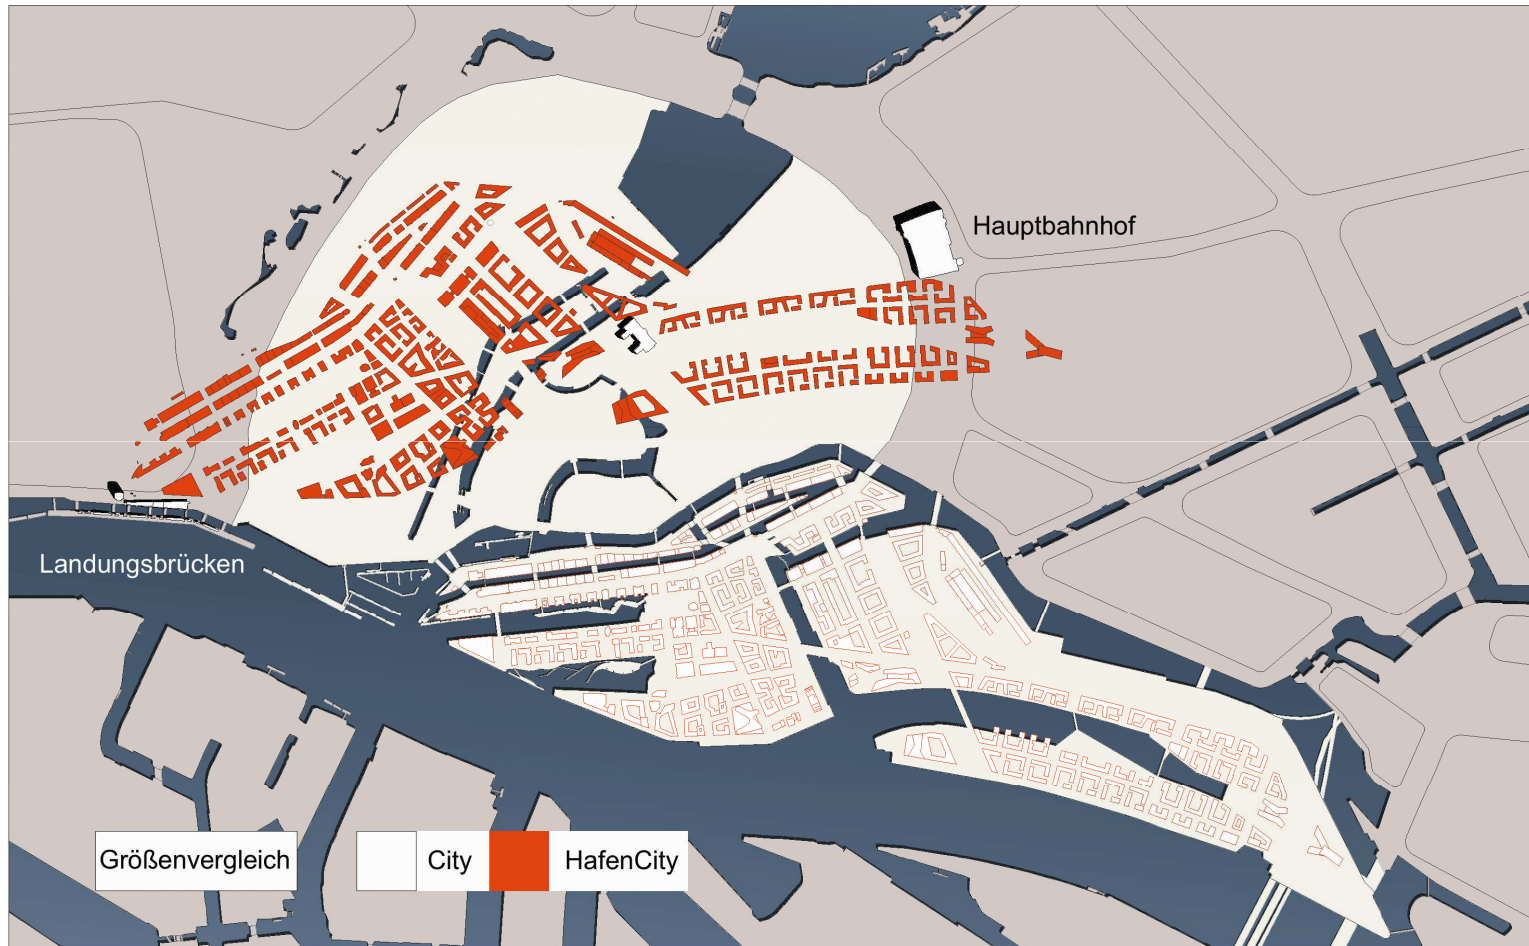 Hauptbahnhof
Landungsbrücken
Größenvergleich
City
HafenCity